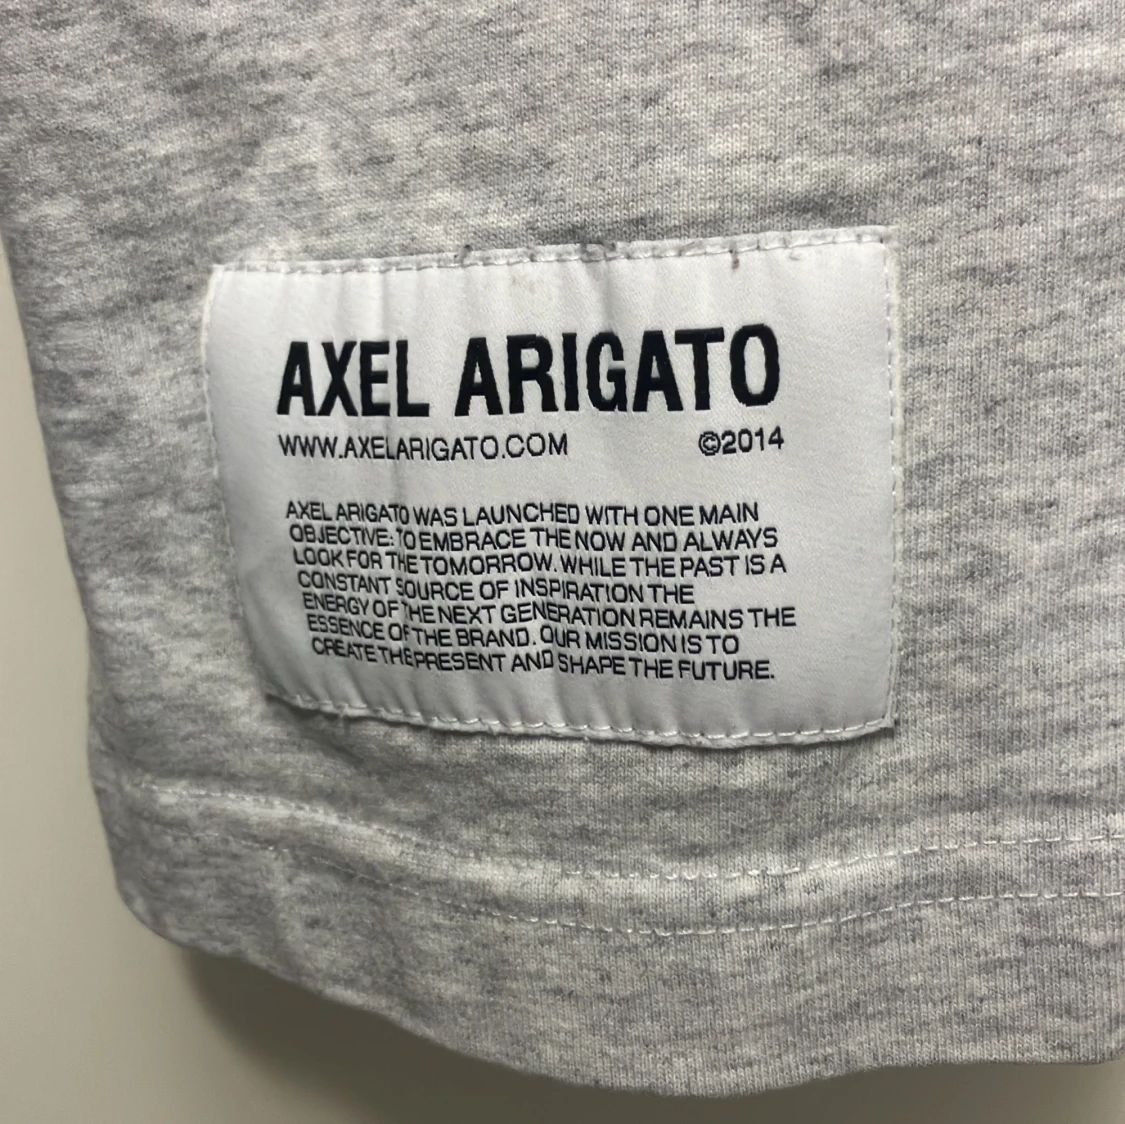 AXEL ARIGATO
WWW.AXELARIGATO.COM ©2014
AXEL ARIGATO WAS LAUNCHED WITH ONE MAIN
OBJECTIVE: TO EMBRACE THE NOW AND ALWAYS
LOOK FOR THE TOMORROW. WHILE THE PAST IS A
CONSTANT SOURCE OF INSPIRATION THE
ENERGY OF THE NEXT GENERATION REMAINS THE
ESSENCE OF THE BRAND. OUR MISSION IS TO
CREATE THE PRESENT AND SHAPE THE FUTURE.